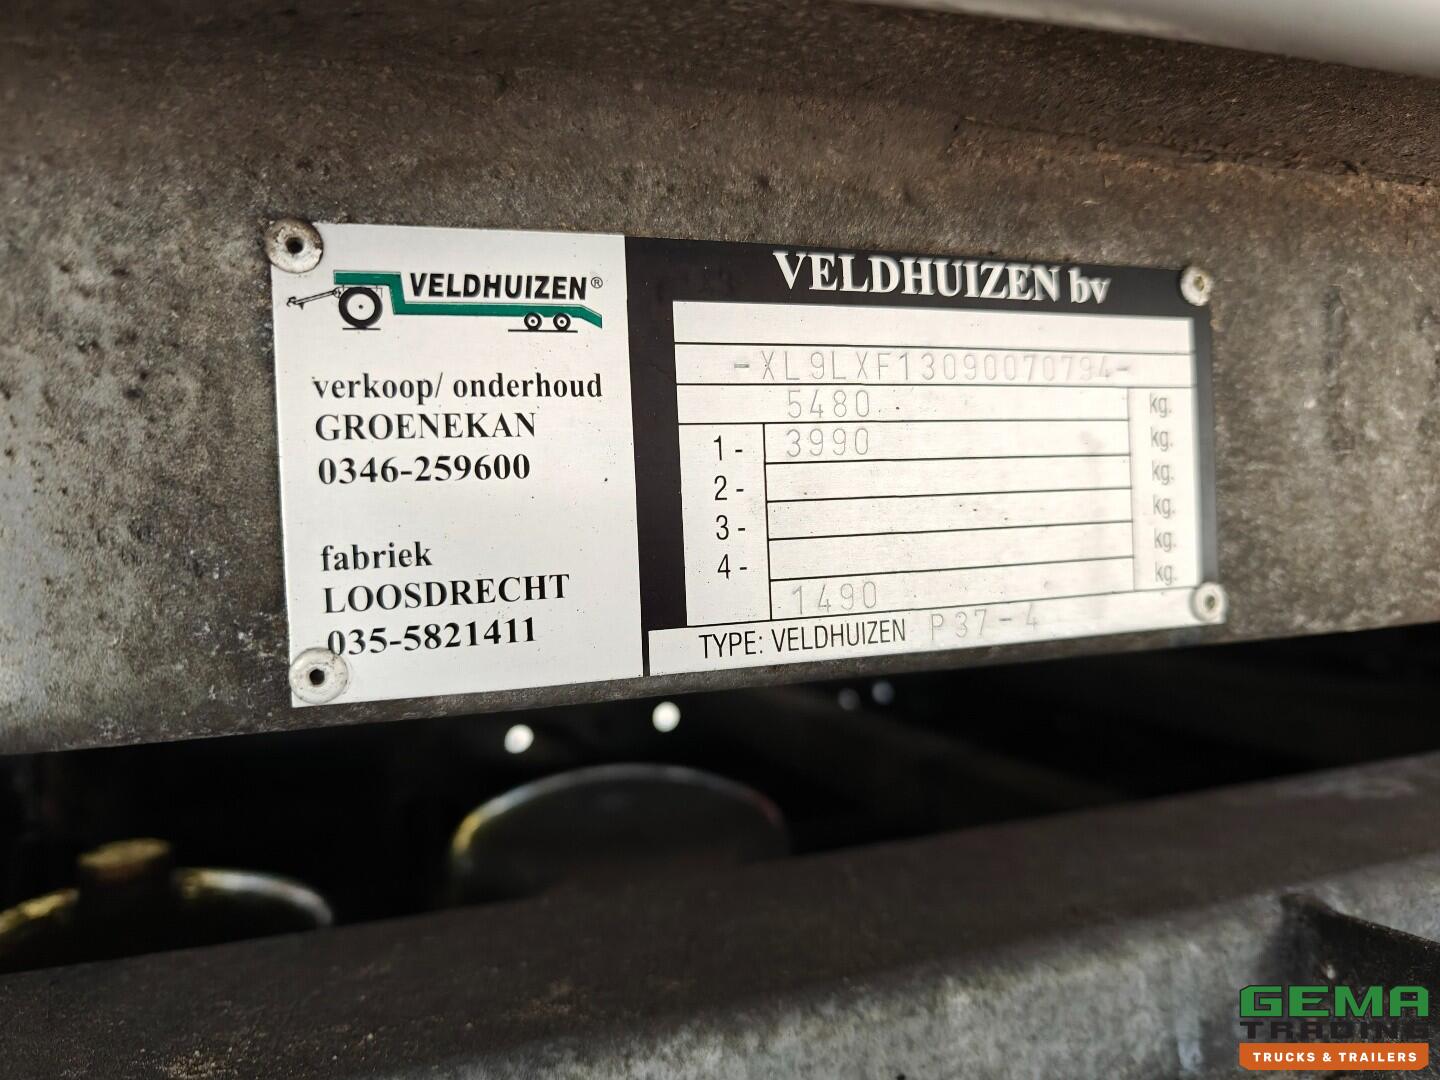 VELDHUIZEN®
verkoop/ onderhoud
GROENEKAN
0346-259600
fabriek
LOOSDRECHT
035-5821411
VELDHUIZEN bv
-XL9LXF13090070794-
5480 kg.
1- 3990 kg.
2- kg.
3- kg.
4- kg.
1490 kg.
TYPE: VELDHUIZEN P37-4
GEMA
TRADING
TRUCKS & TRAILERS